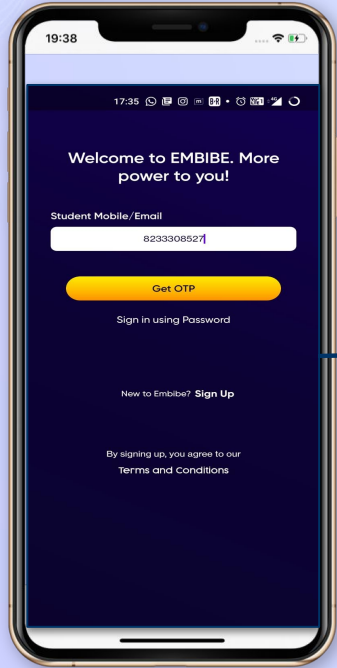 19:38
17:35
Welcome to EMBIBE. More
power to you!
Student Mobile/Email
8233308527
Get OTP
Sign in using Password
New to Embibe? Sign Up
By signing up, you agree to our
Terms and Conditions